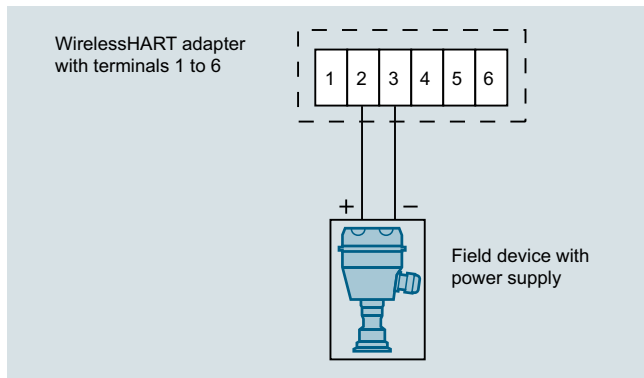 WirelessHART adapter
with terminals 1 to 6
1 2 3 4 5 6
+ −
Field device with
power supply